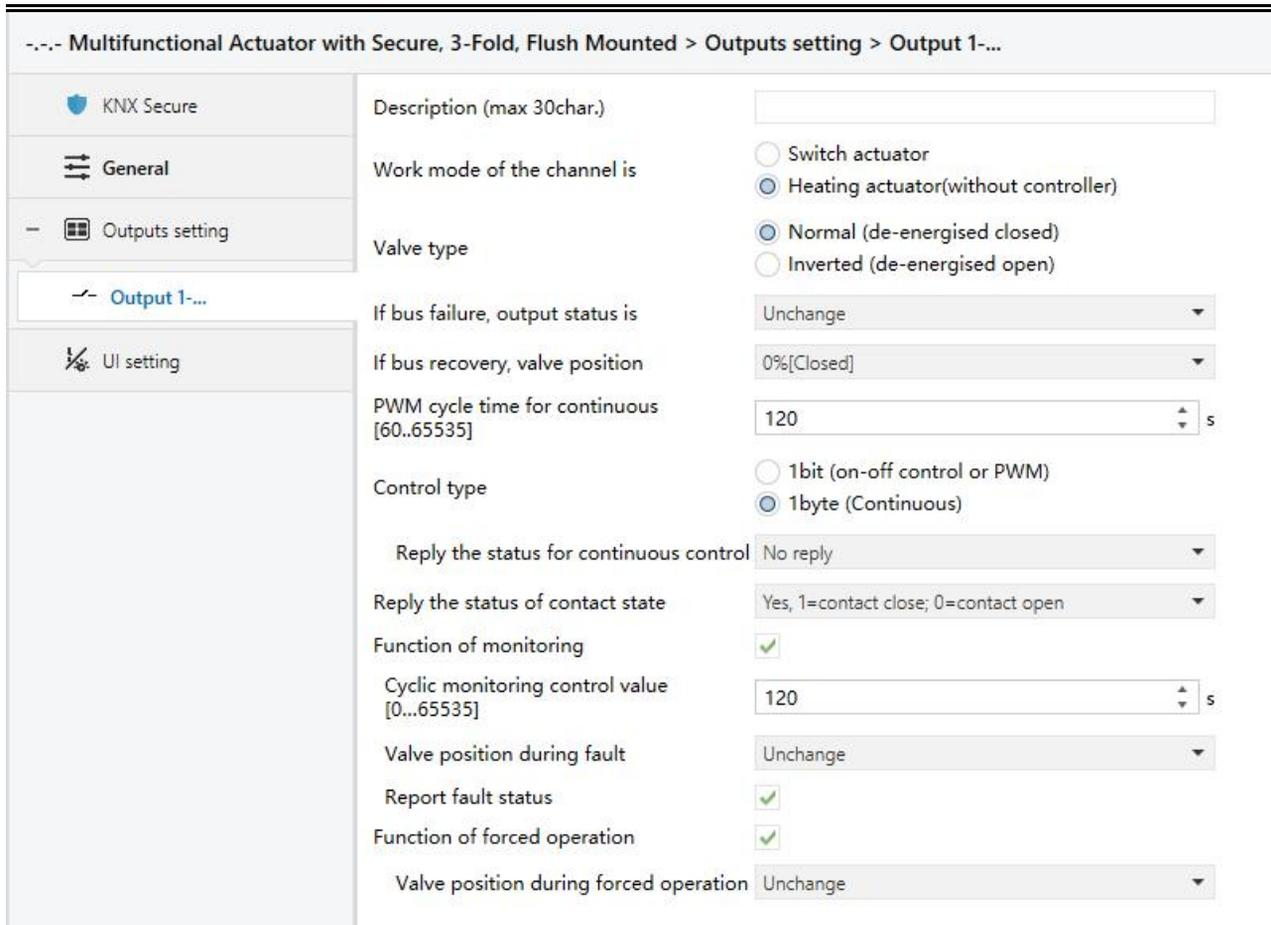 -.-.- Multifunctional Actuator with Secure, 3-Fold, Flush Mounted > Outputs setting > Output 1-...
KNX Secure
General
Outputs setting
Output 1-...
UI setting
Description (max 30char.)
Work mode of the channel is
Switch actuator
Heating actuator(without controller)
Valve type
Normal (de-energised closed)
Inverted (de-energised open)
If bus failure, output status is
Unchange
If bus recovery, valve position
0%[Closed]
PWM cycle time for continuous
[60..65535]
120
s
Control type
1bit (on-off control or PWM)
1byte (Continuous)
Reply the status for continuous control
No reply
Reply the status of contact state
Yes, 1=contact close; 0=contact open
Function of monitoring
Cyclic monitoring control value
[0...65535]
120
s
Valve position during fault
Unchange
Report fault status
Function of forced operation
Valve position during forced operation
Unchange